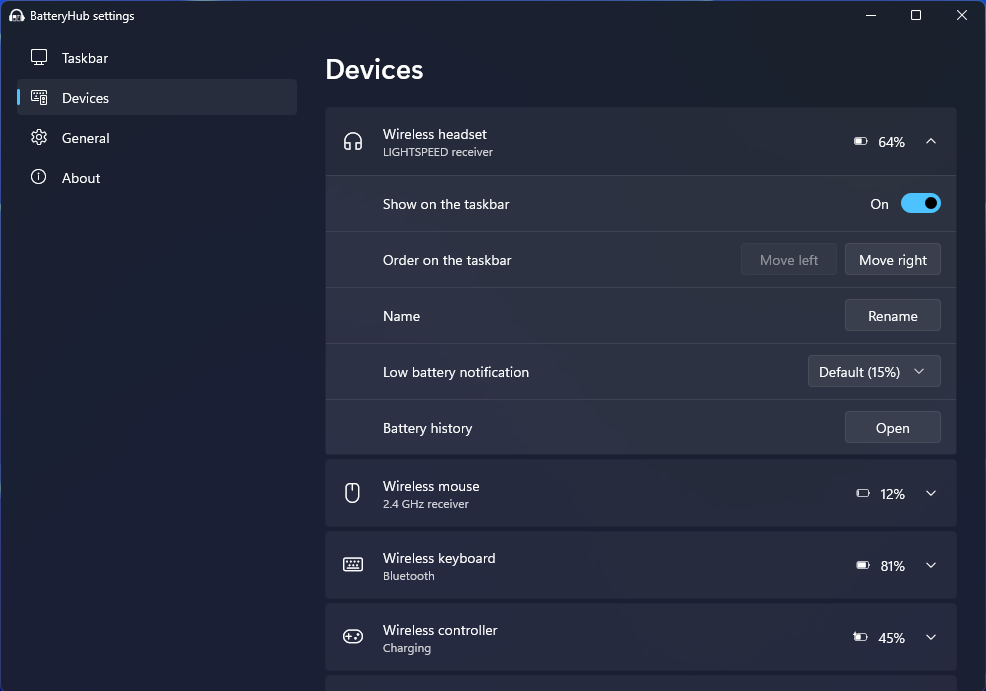 BatteryHub settings
Taskbar
Devices
General
About
Devices
Wireless headset
LIGHTSPEED receiver
64%
Show on the taskbar
On
Order on the taskbar
Move left
Move right
Name
Rename
Low battery notification
Default (15%)
Battery history
Open
Wireless mouse
2.4 GHz receiver
12%
Wireless keyboard
Bluetooth
81%
Wireless controller
Charging
45%